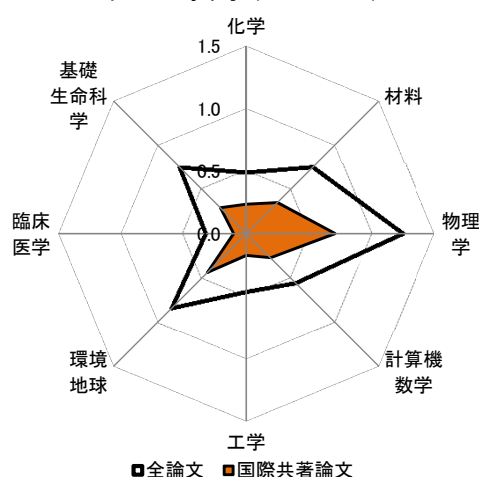 化学
1.5
1.0
0.5
0.0
材料
物理
学
計算機
数学
工学
環境
地球
臨床
医学
基礎
生命科
学
全論文 国際共著論文